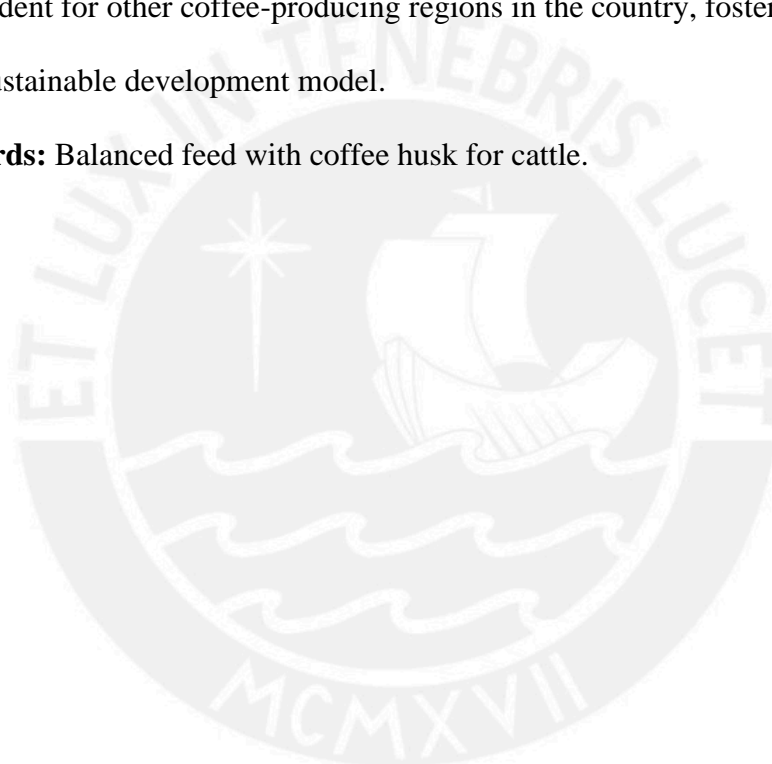 dent for other coffee-producing regions in the country, foster
ustainable development model.
rds: Balanced feed with coffee husk for cattle.
ET LUX IN TENEBRIS LUCET
MCMXVII